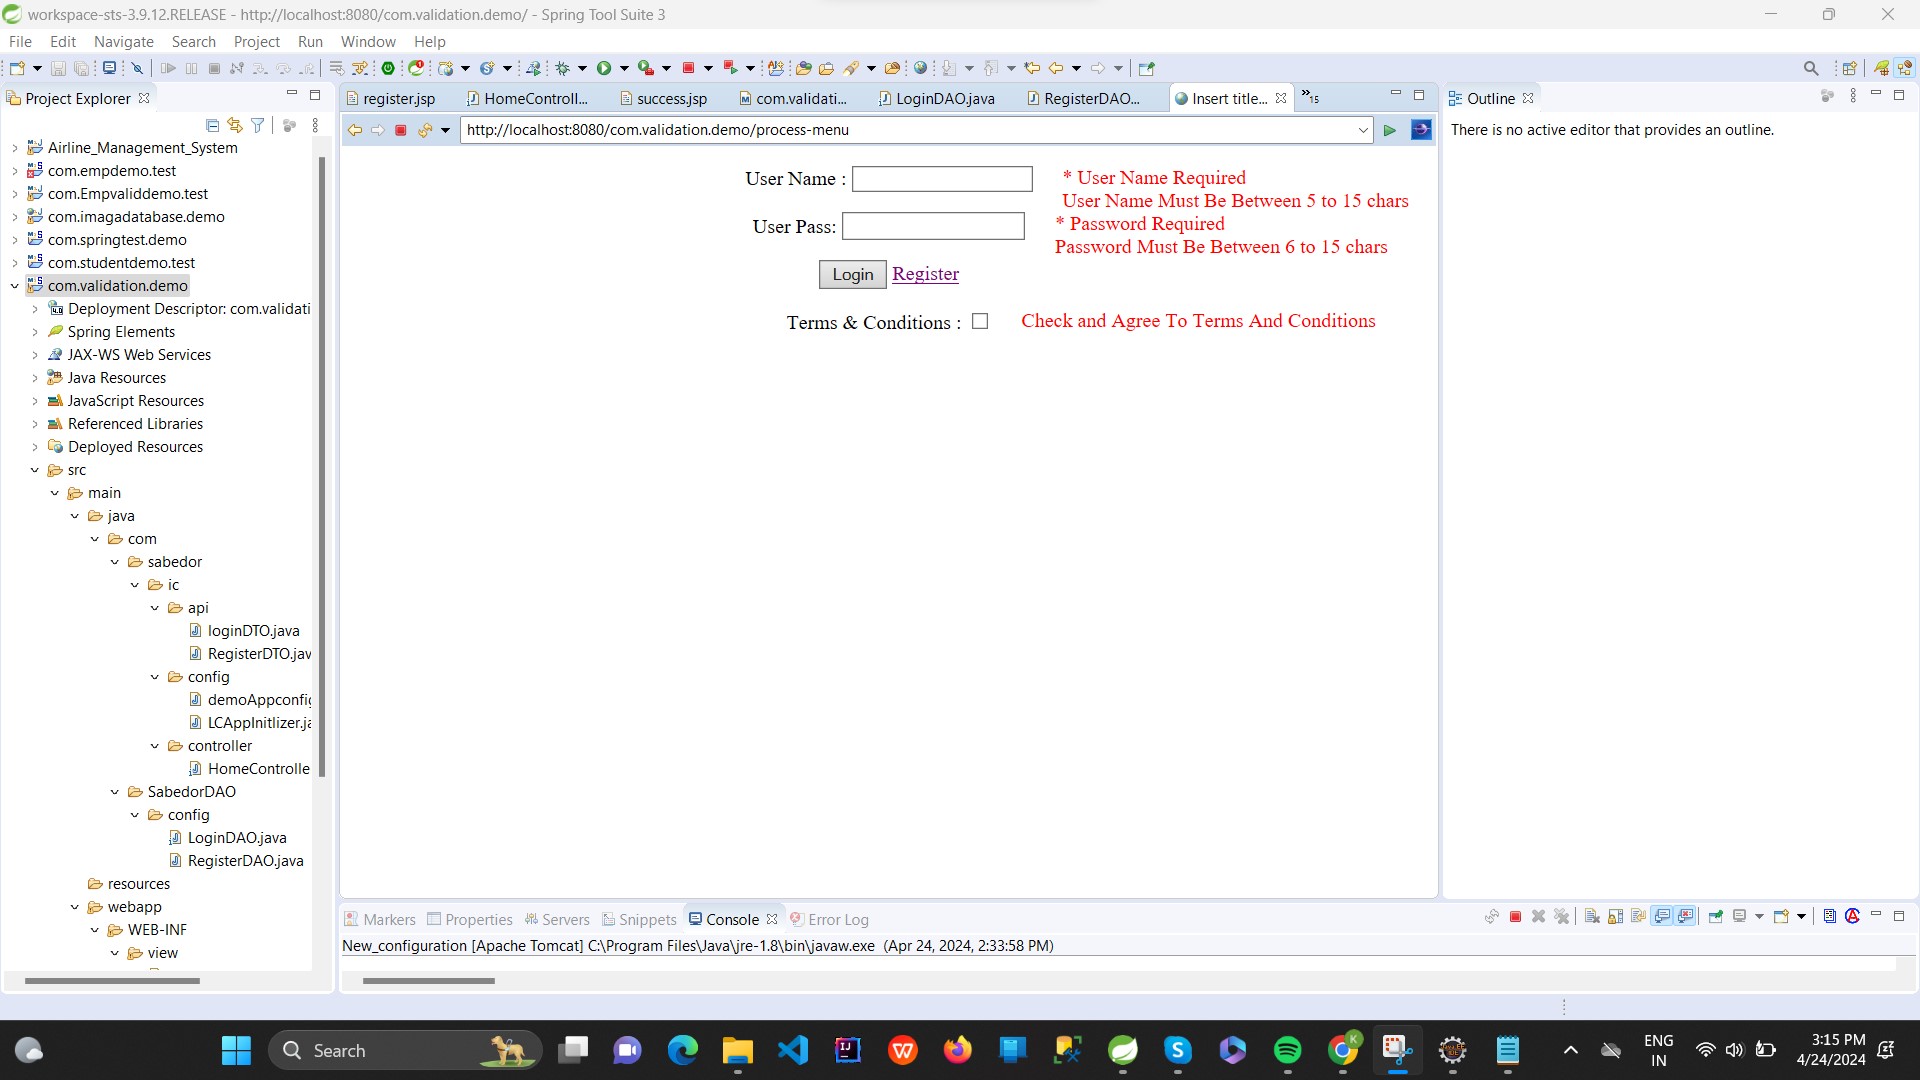 workspace-sts-3.9.12.RELEASE - http://localhost:8080/com.validation.demo/ - Spring Tool Suite 3
File Edit Navigate Search Project Run Window Help
Project Explorer
Airline_Management_System
com.empdemo.test
com.Empvaliddemo.test
com.imagadatabase.demo
com.springtest.demo
com.studentdemo.test
com.validation.demo
Deployment Descriptor: com.validati
Spring Elements
JAX-WS Web Services
Java Resources
JavaScript Resources
Referenced Libraries
Deployed Resources
src
main
java
com
sabedor
ic
api
loginDTO.java
RegisterDTO.jav
config
demoAppconfig
LCAppInitlizer.ja
controller
HomeControlle
SabedorDAO
config
LoginDAO.java
RegisterDAO.java
resources
webapp
WEB-INF
view
register.jsp HomeControll... success.jsp com.validati... LoginDAO.java RegisterDAO... Insert title... »15
http://localhost:8080/com.validation.demo/process-menu
User Name : * User Name Required
User Name Must Be Between 5 to 15 chars
User Pass: * Password Required
Password Must Be Between 6 to 15 chars
Login Register
Terms & Conditions : Check and Agree To Terms And Conditions
Outline
There is no active editor that provides an outline.
Markers Properties Servers Snippets Console Error Log
New_configuration [Apache Tomcat] C:\Program Files\Java\jre-1.8\bin\javaw.exe (Apr 24, 2024, 2:33:58 PM)
Search
ENG
IN
3:15 PM
4/24/2024